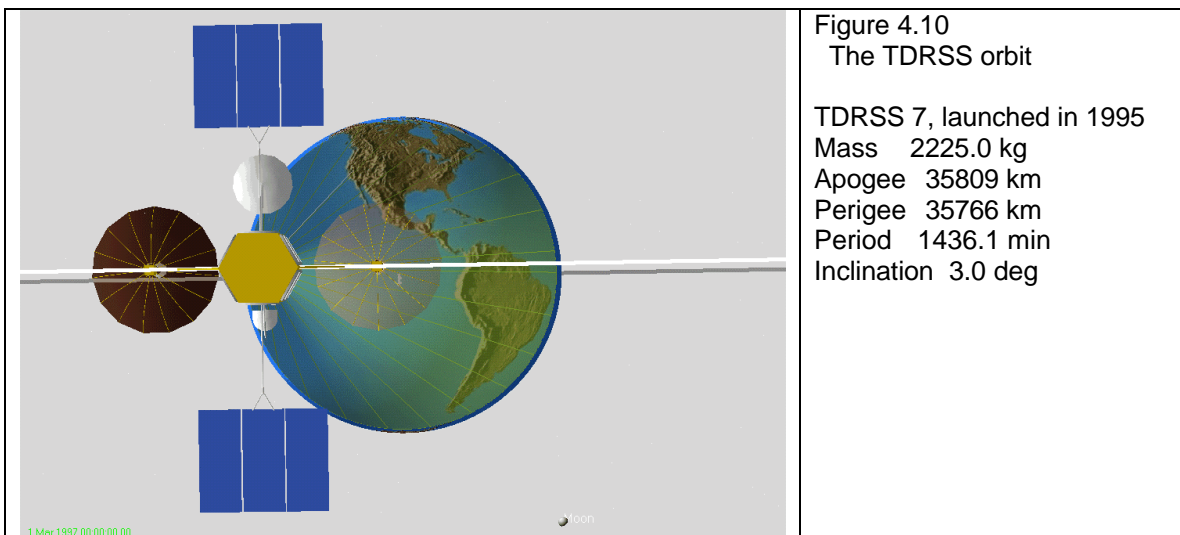 Figure 4.10
The TDRSS orbit
TDRSS 7, launched in 1995
Mass 2225.0 kg
Apogee 35809 km
Perigee 35766 km
Period 1436.1 min
Inclination 3.0 deg
Moon
1 Mar 1997 00:00:00.00